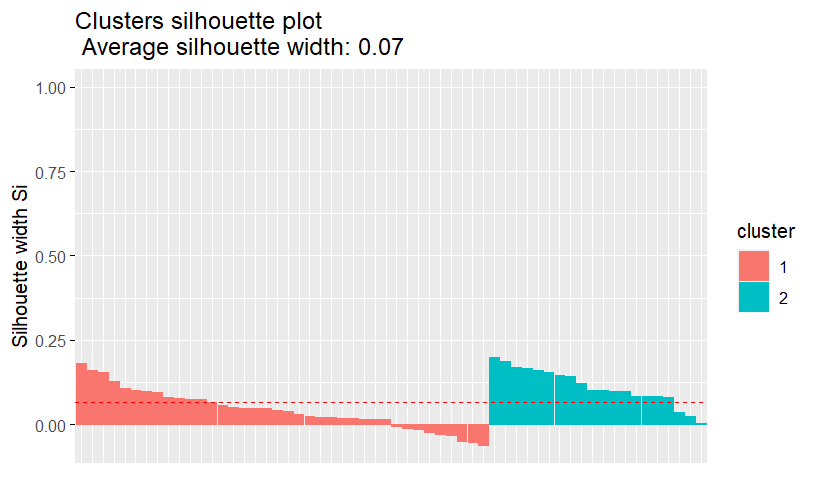 Clusters silhouette plot
Average silhouette width: 0.07
Silhouette width Si
1.00
0.75
0.50
0.25
0.00
cluster
1
2